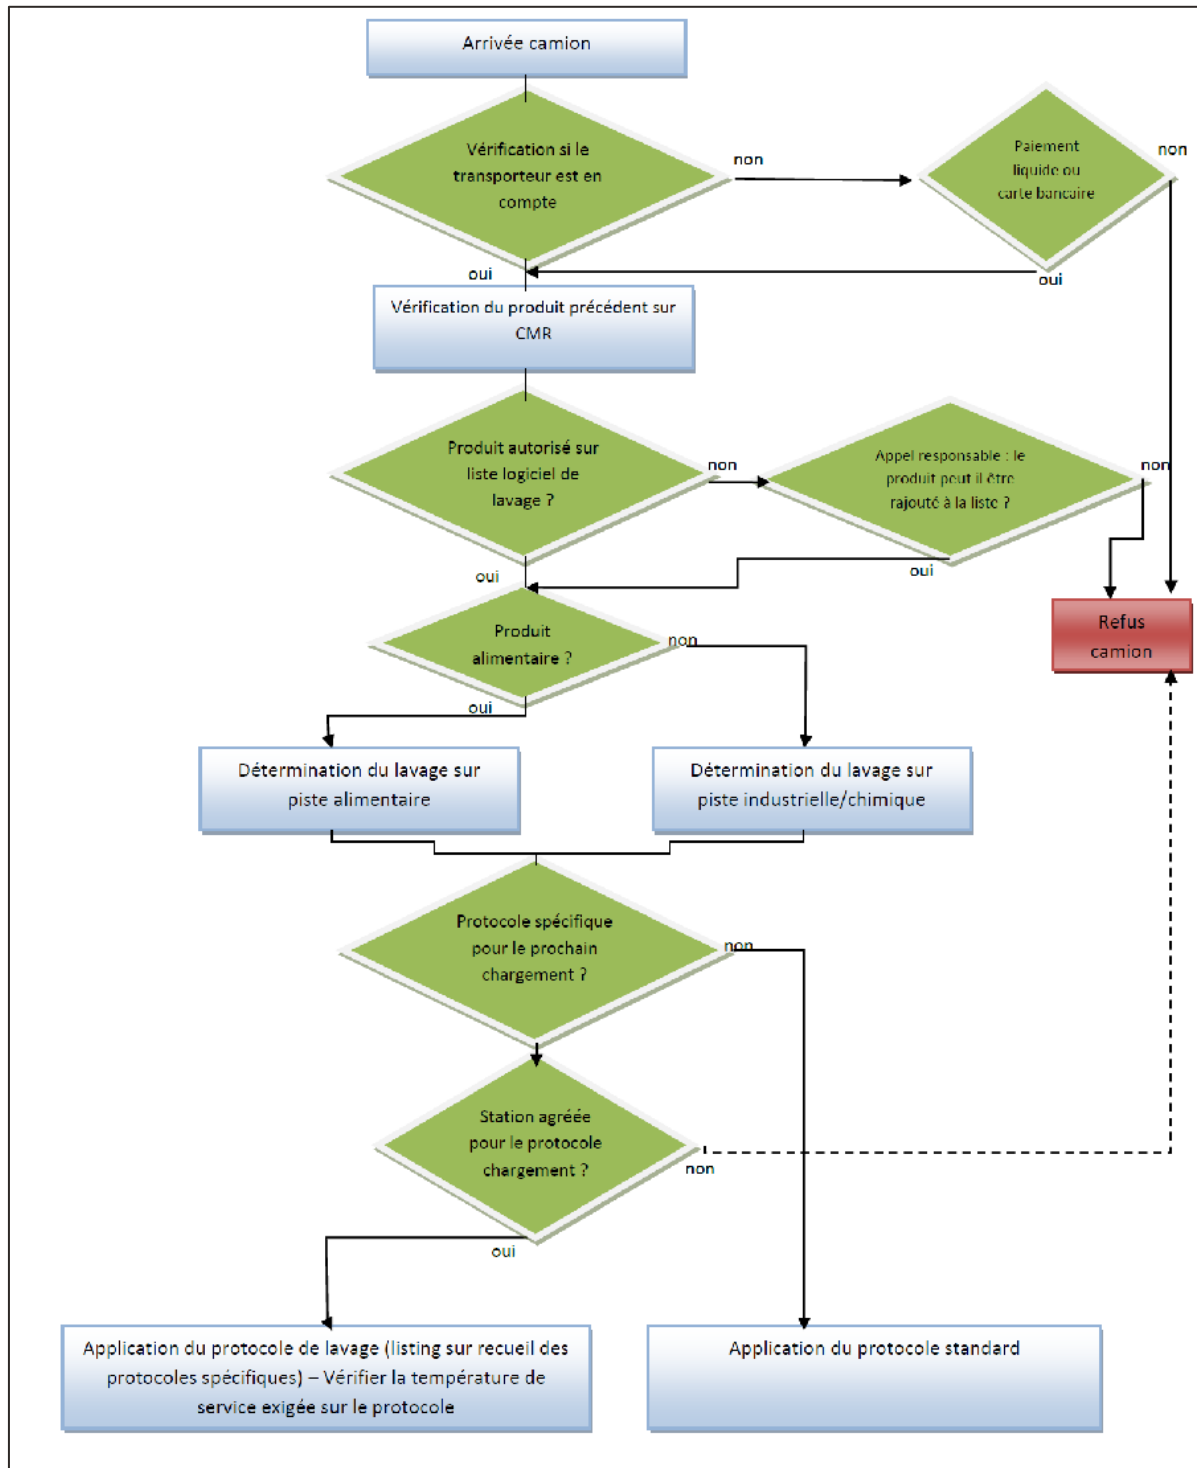 Arrivée camion
Vérification si le
transporteur est en
compte
non
Paiement
liquide ou
carte bancaire
non
oui
oui
Vérification du produit précédent sur
CMR
Produit autorisé sur
liste logiciel de
lavage ?
non
Appel responsable : le
produit peut il être
rajouté à la liste ?
non
oui
oui
Refus
camion
Produit
alimentaire ?
non
oui
Détermination du lavage sur
piste alimentaire
Détermination du lavage sur
piste industrielle/chimique
Protocole spécifique
pour le prochain
chargement ?
non
Station agréée
pour le protocole
chargement ?
non
oui
Application du protocole de lavage (listing sur recueil des
protocoles spécifiques) – Vérifier la température de
service exigée sur le protocole
Application du protocole standard